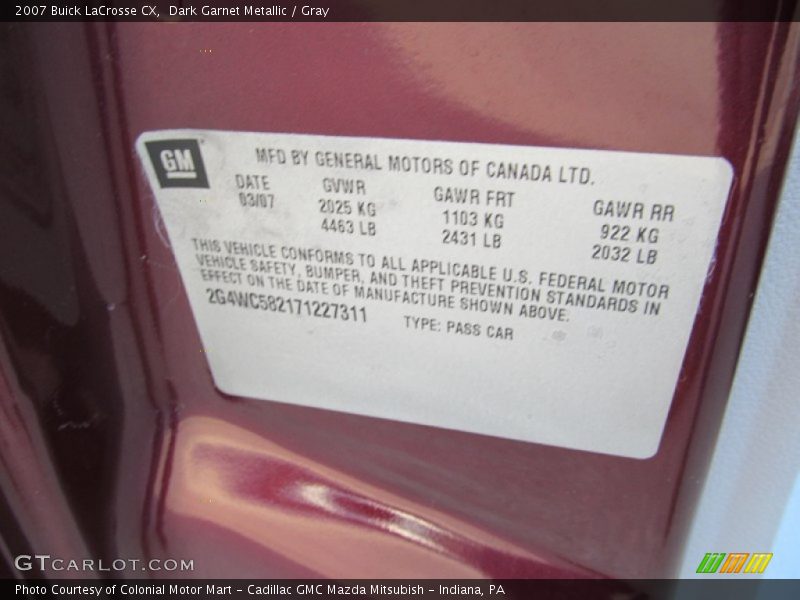 2007 Buick LaCrosse CX,  Dark Garnet Metallic / Gray
GM
MFD BY GENERAL MOTORS OF CANADA LTD.
DATE GVWR GAWR FRT GAWR RR
03/07 2025 KG 1103 KG 922 KG
4463 LB 2431 LB 2032 LB
THIS VEHICLE CONFORMS TO ALL APPLICABLE U.S. FEDERAL MOTOR
VEHICLE SAFETY, BUMPER, AND THEFT PREVENTION STANDARDS IN
EFFECT ON THE DATE OF MANUFACTURE SHOWN ABOVE.
2G4WC582171227311 TYPE: PASS CAR
GTCARLOT.COM
Photo Courtesy of Colonial Motor Mart - Cadillac GMC Mazda Mitsubish - Indiana, PA